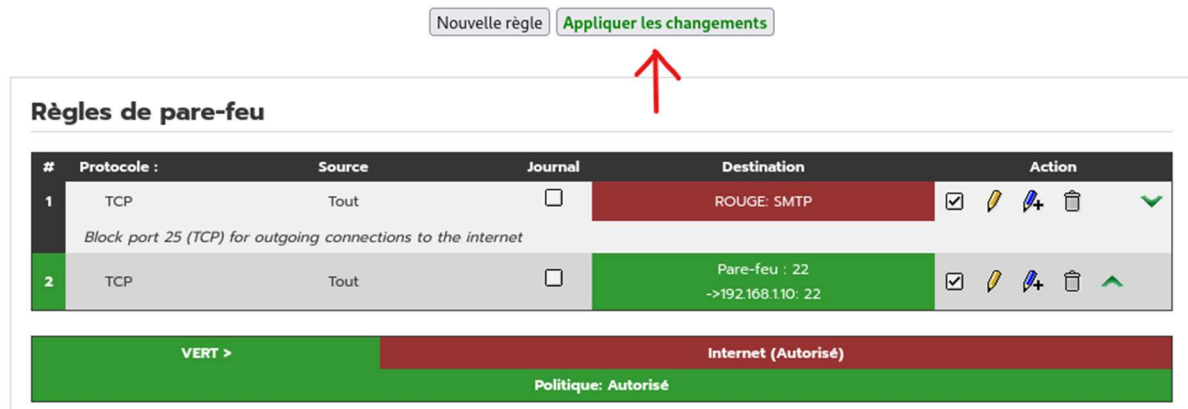 Nouvelle règle Appliquer les changements
Règles de pare-feu
# Protocole : Source Journal Destination Action
1 TCP Tout ROUGE: SMTP
Block port 25 (TCP) for outgoing connections to the internet
2 TCP Tout Pare-feu : 22
->192.168.1.10: 22
VERT > Internet (Autorisé)
Politique: Autorisé